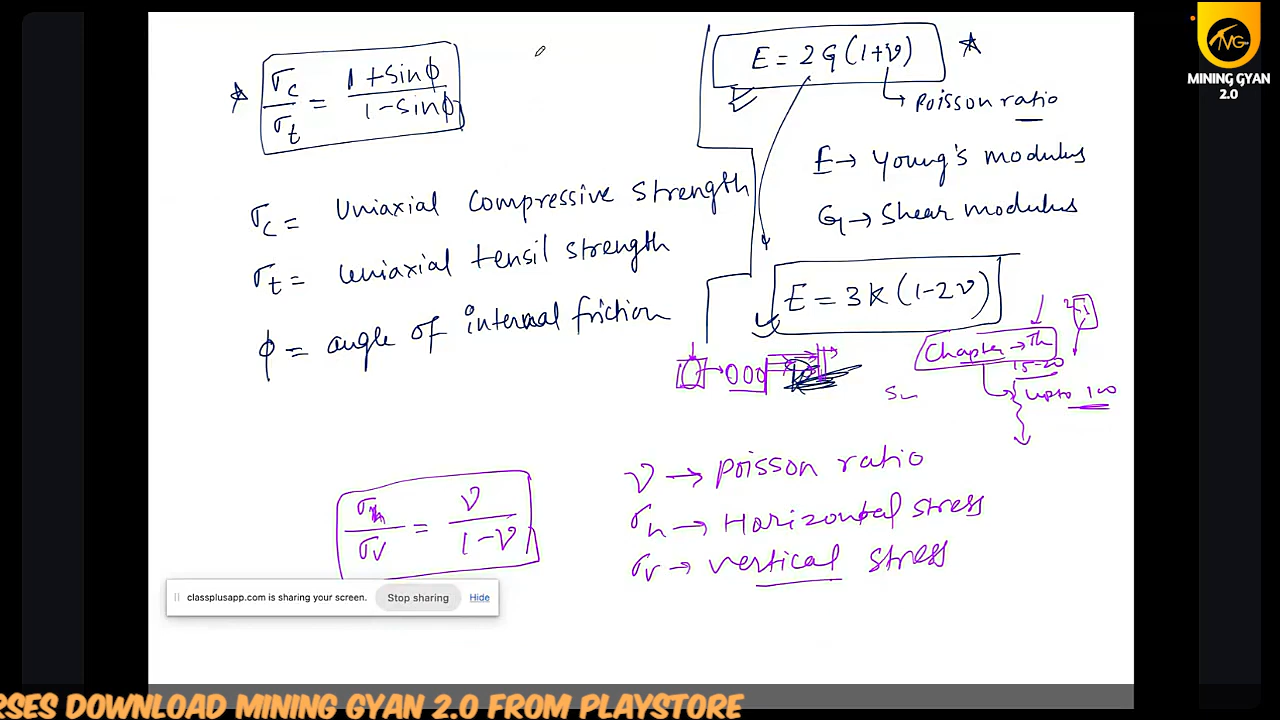 σc/σt = 1+sinϕ/1-sinϕ
σc = Uniaxial compressive strength
σt = Uniaxial tensil strength
ϕ = angle of internal friction
E = 2G(1+ν)
Poisson ratio
E → Young's modulus
G → Shear modulus
E = 3K(1-2ν)
Chapter → Th
15-20
upto 100
σh/σv = ν/1-ν
ν → Poisson ratio
σh → Horizontal stress
σv → vertical stress
classplusapp.com is sharing your screen.
Stop sharing
Hide
MINING GYAN
2.0
RSES DOWNLOAD MINING GYAN 2.0 FROM PLAYSTORE